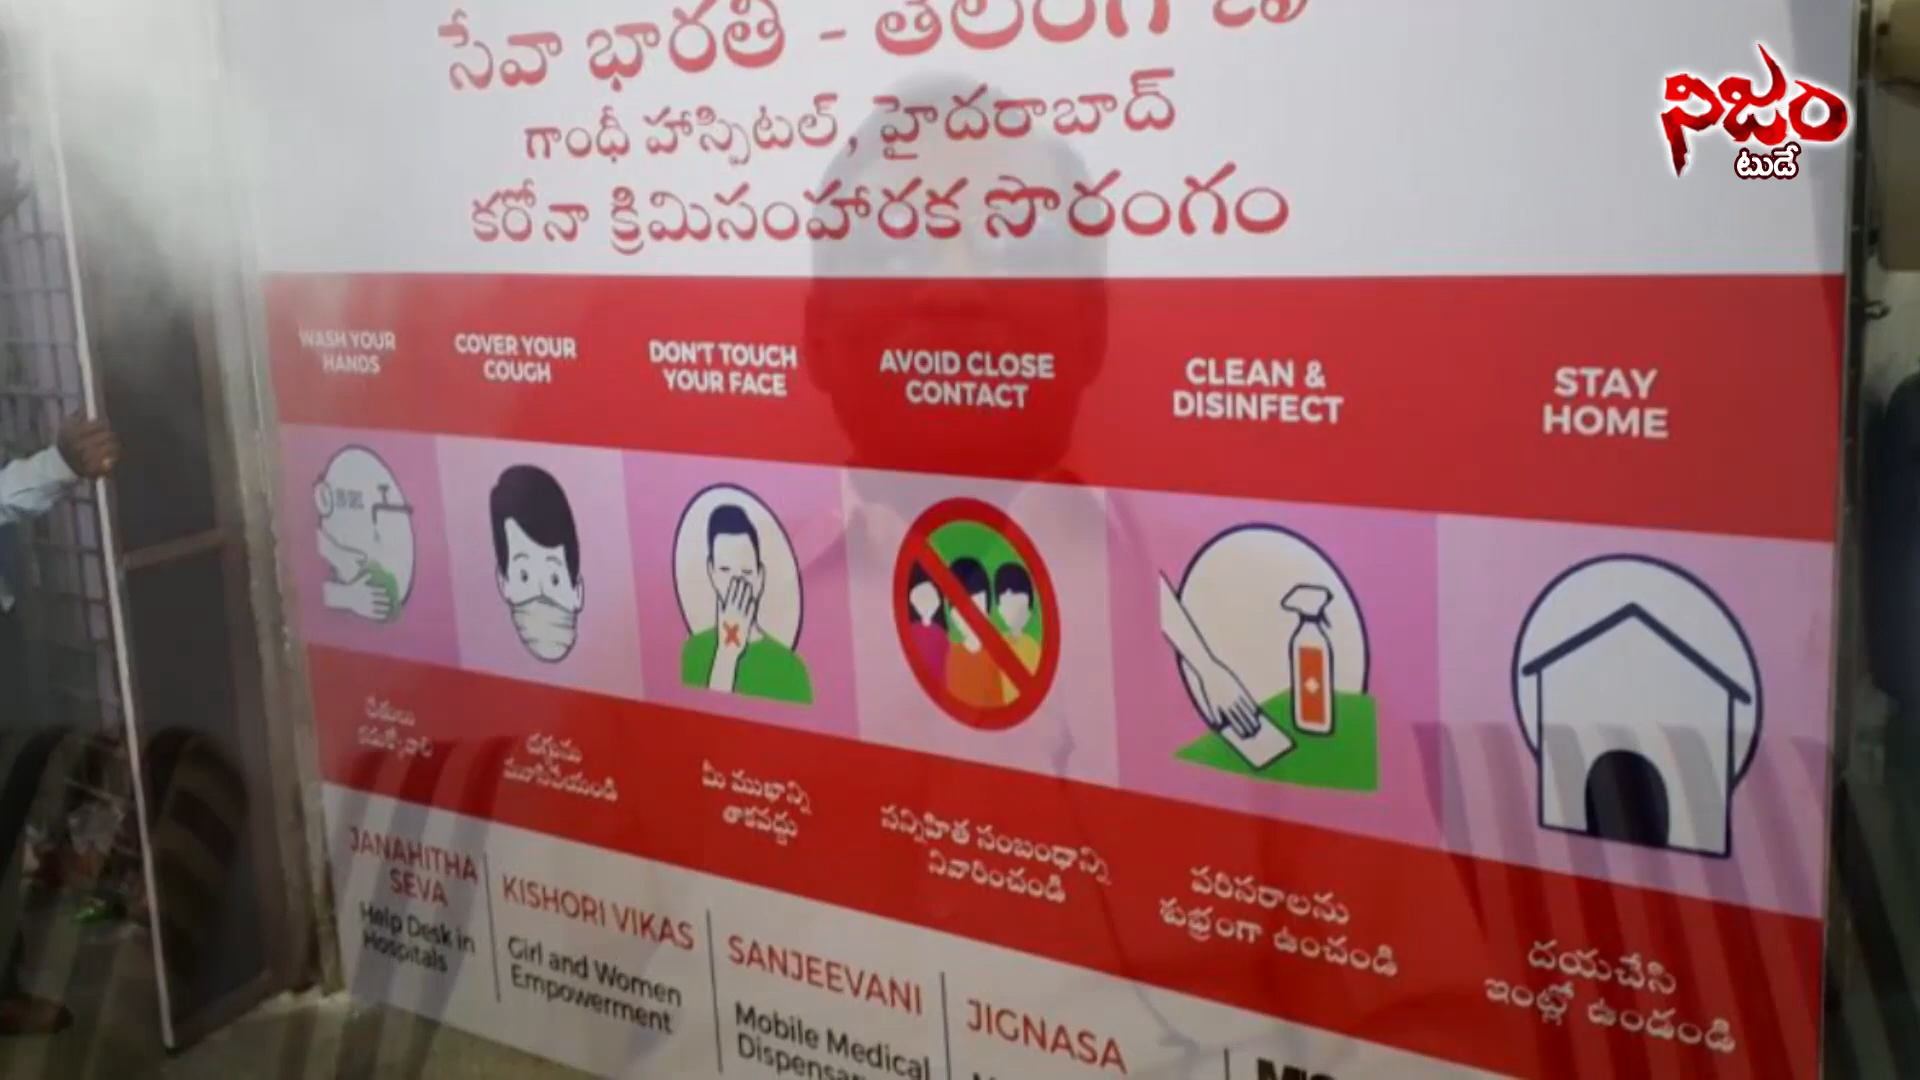 సేవా భారతి - తెలంగాణ
గాంధీ హాస్పిటల్, హైదరాబాద్
కరోనా క్రిమిసంహారక సొరంగం
నిజం
టుడే
WASH YOUR
HANDS
COVER YOUR
COUGH
DON'T TOUCH
YOUR FACE
AVOID CLOSE
CONTACT
CLEAN &
DISINFECT
STAY
HOME
చేతులు
కడుక్కోవాలి
దగ్గును
మూసివేయండి
మీ ముఖాన్ని
తాకవద్దు
సన్నిహిత సంబంధాన్ని
నివారించండి
పరిసరాలను
శుభ్రంగా ఉంచండి
దయచేసి
ఇంట్లో ఉండండి
JANAHITHA
SEVA
Help Desk in
Hospitals
KISHORI VIKAS
Girl and Women
Empowerment
SANJEEVANI
Mobile Medical
JIGNASA